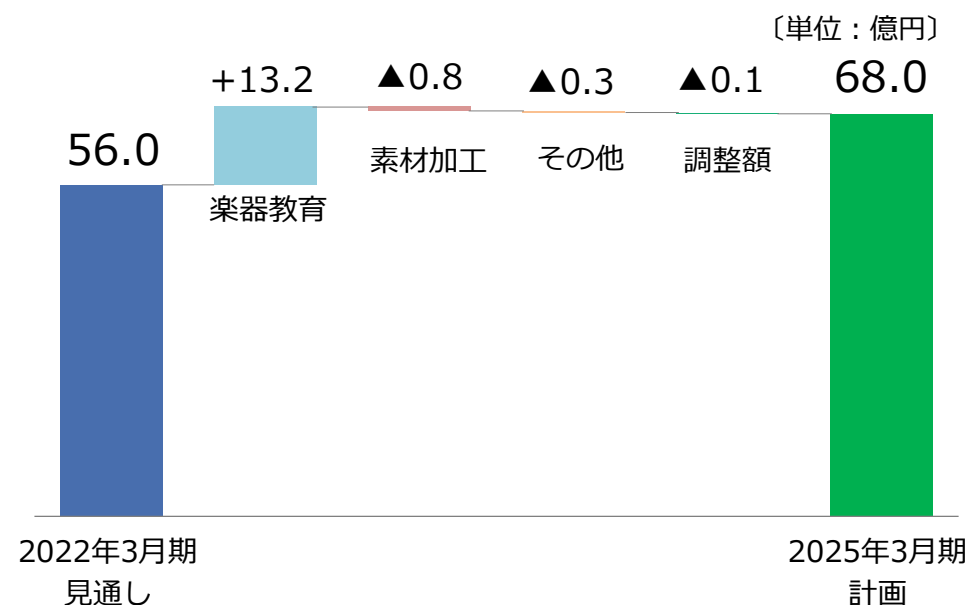 〔単位：億円〕
+13.2 ▲0.8 ▲0.3 ▲0.1 68.0
56.0
素材加工 その他 調整額
楽器教育
2022年3月期 2025年3月期
見通し 計画